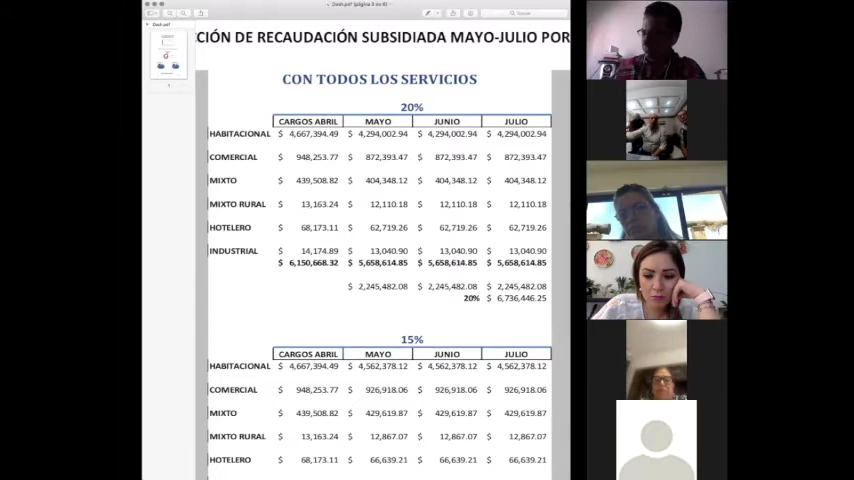 Dash.pdf (página 3 de 8)
Dash.pdf
CIÓN DE RECAUDACIÓN SUBSIDIADA MAYO-JULIO POR
CON TODOS LOS SERVICIOS
20%
CARGOS ABRIL MAYO JUNIO JULIO
HABITACIONAL $ 4,667,394.49 $ 4,294,002.94 $ 4,294,002.94 $ 4,294,002.94
COMERCIAL $ 948,253.77 $ 872,393.47 $ 872,393.47 $ 872,393.47
MIXTO $ 439,508.82 $ 404,348.12 $ 404,348.12 $ 404,348.12
MIXTO RURAL $ 13,163.24 $ 12,110.18 $ 12,110.18 $ 12,110.18
HOTELERO $ 68,173.11 $ 62,719.26 $ 62,719.26 $ 62,719.26
INDUSTRIAL $ 14,174.89 $ 13,040.90 $ 13,040.90 $ 13,040.90
$ 6,150,668.32 $ 5,658,614.85 $ 5,658,614.85 $ 5,658,614.85
$ 2,245,482.08 $ 2,245,482.08 $ 2,245,482.08
20% $ 6,736,446.25
15%
CARGOS ABRIL MAYO JUNIO JULIO
HABITACIONAL $ 4,667,394.49 $ 4,562,378.12 $ 4,562,378.12 $ 4,562,378.12
COMERCIAL $ 948,253.77 $ 926,918.06 $ 926,918.06 $ 926,918.06
MIXTO $ 439,508.82 $ 429,619.87 $ 429,619.87 $ 429,619.87
MIXTO RURAL $ 13,163.24 $ 12,867.07 $ 12,867.07 $ 12,867.07
HOTELERO $ 68,173.11 $ 66,639.21 $ 66,639.21 $ 66,639.21